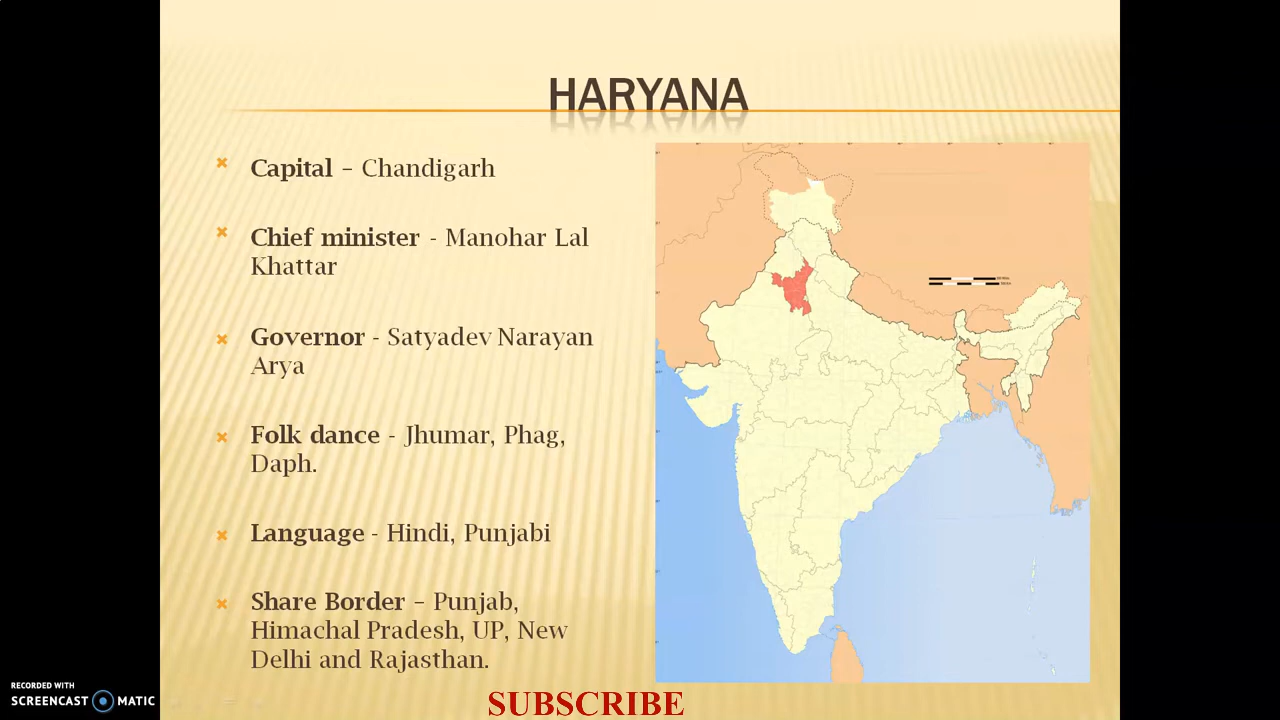 HARYANA
Capital – Chandigarh
Chief minister - Manohar Lal
Khattar
Governor - Satyadev Narayan
Arya
Folk dance - Jhumar, Phag,
Daph.
Language - Hindi, Punjabi
Share Border – Punjab,
Himachal Pradesh, UP, New
Delhi and Rajasthan.
RECORDED WITH
SCREENCAST MATIC
SUBSCRIBE